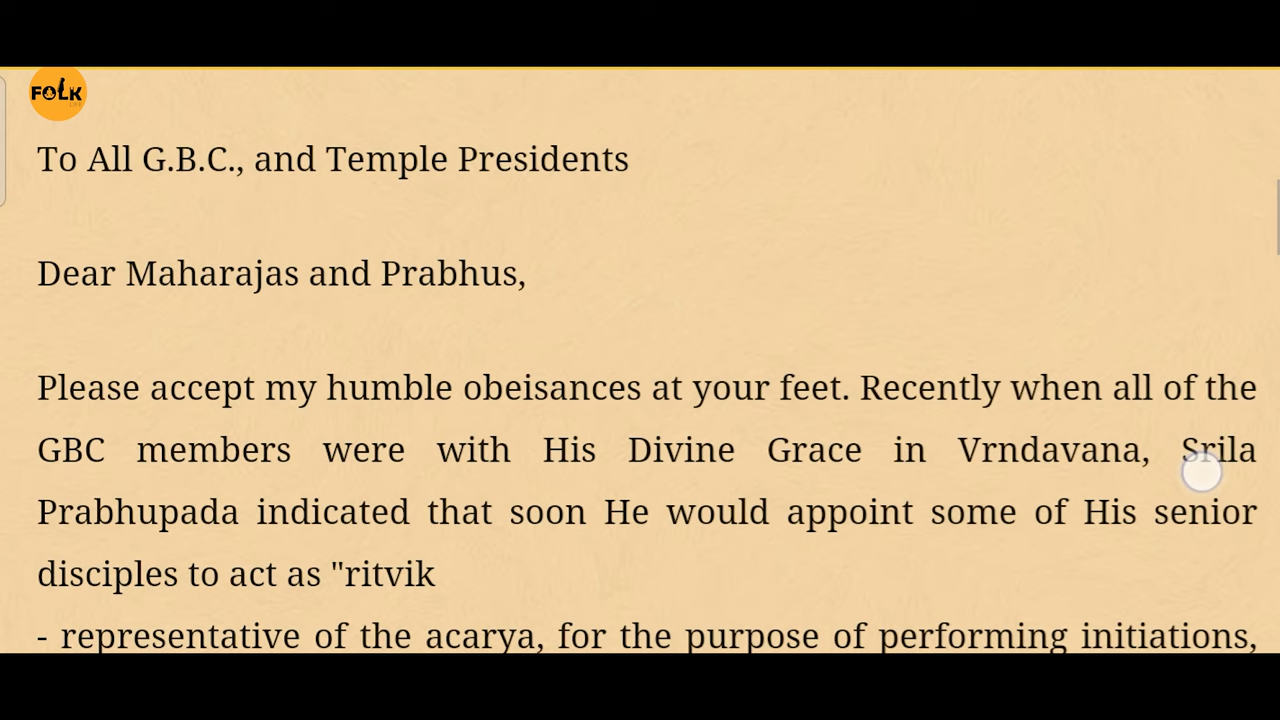 FOLK
To All G.B.C., and Temple Presidents
Dear Maharajas and Prabhus,
Please accept my humble obeisances at your feet. Recently when all of the
GBC members were with His Divine Grace in Vrndavana, Srila
Prabhupada indicated that soon He would appoint some of His senior
disciples to act as "ritvik
- representative of the acarya, for the purpose of performing initiations,